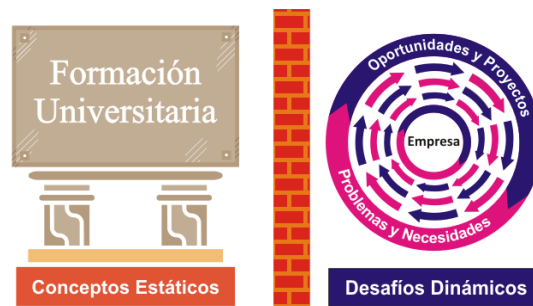 Formación
Universitaria
Conceptos Estáticos
Oportunidades y Proyectos
Empresa
Problemas y Necesidades
Desafíos Dinámicos